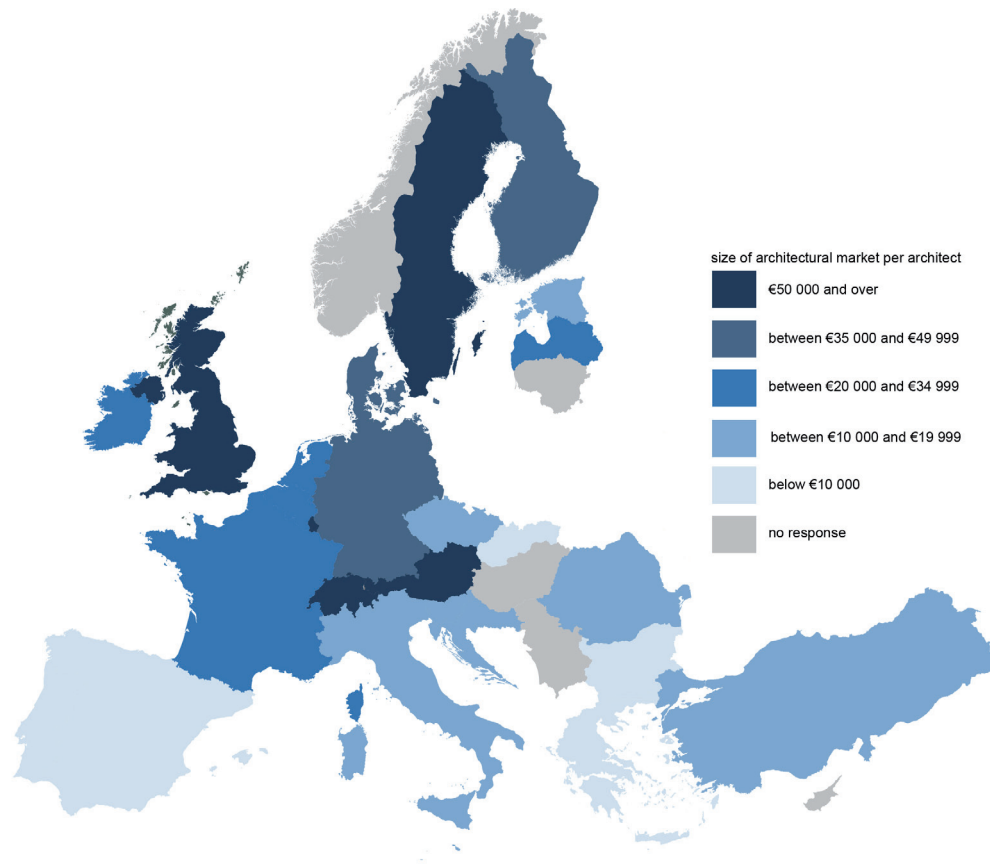 size of architectural market per architect
€50 000 and over
between €35 000 and €49 999
between €20 000 and €34 999
between €10 000 and €19 999
below €10 000
no response